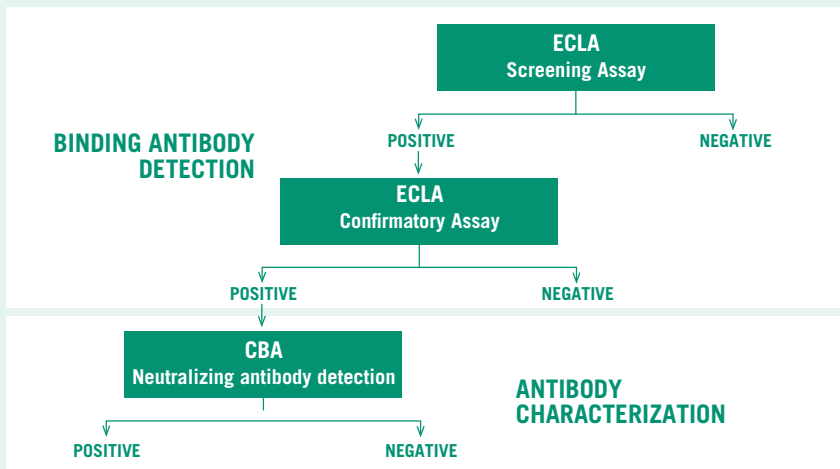 ECLA
Screening Assay
BINDING ANTIBODY
DETECTION
POSITIVE
NEGATIVE
ECLA
Confirmatory Assay
POSITIVE
NEGATIVE
CBA
Neutralizing antibody detection
ANTIBODY
CHARACTERIZATION
POSITIVE
NEGATIVE